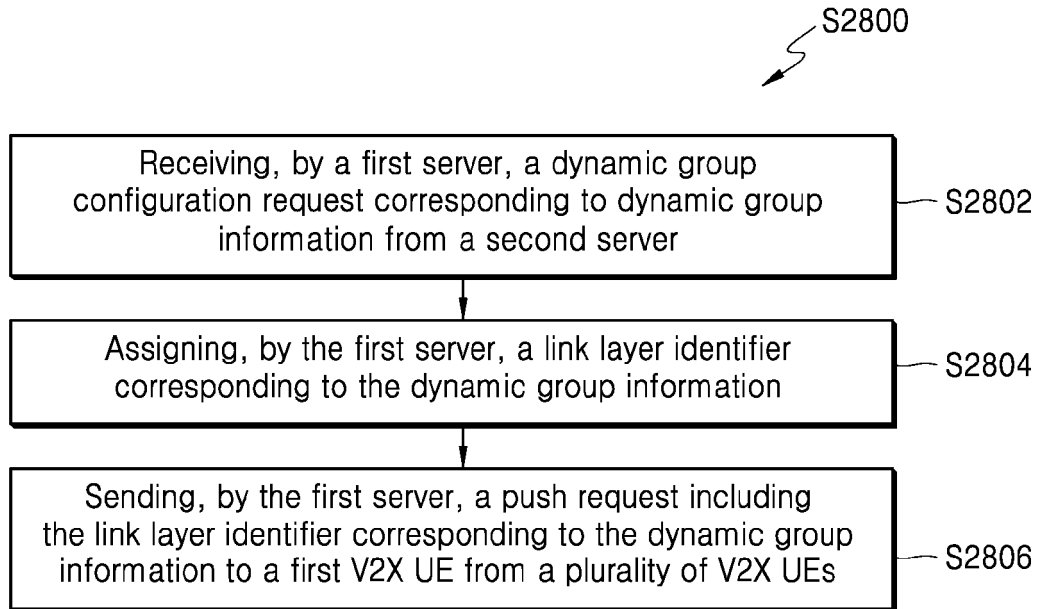 S2800
Receiving, by a first server, a dynamic group
configuration request corresponding to dynamic group
information from a second server
S2802
Assigning, by the first server, a link layer identifier
corresponding to the dynamic group information
S2804
Sending, by the first server, a push request including
the link layer identifier corresponding to the dynamic group
information to a first V2X UE from a plurality of V2X UEs
S2806